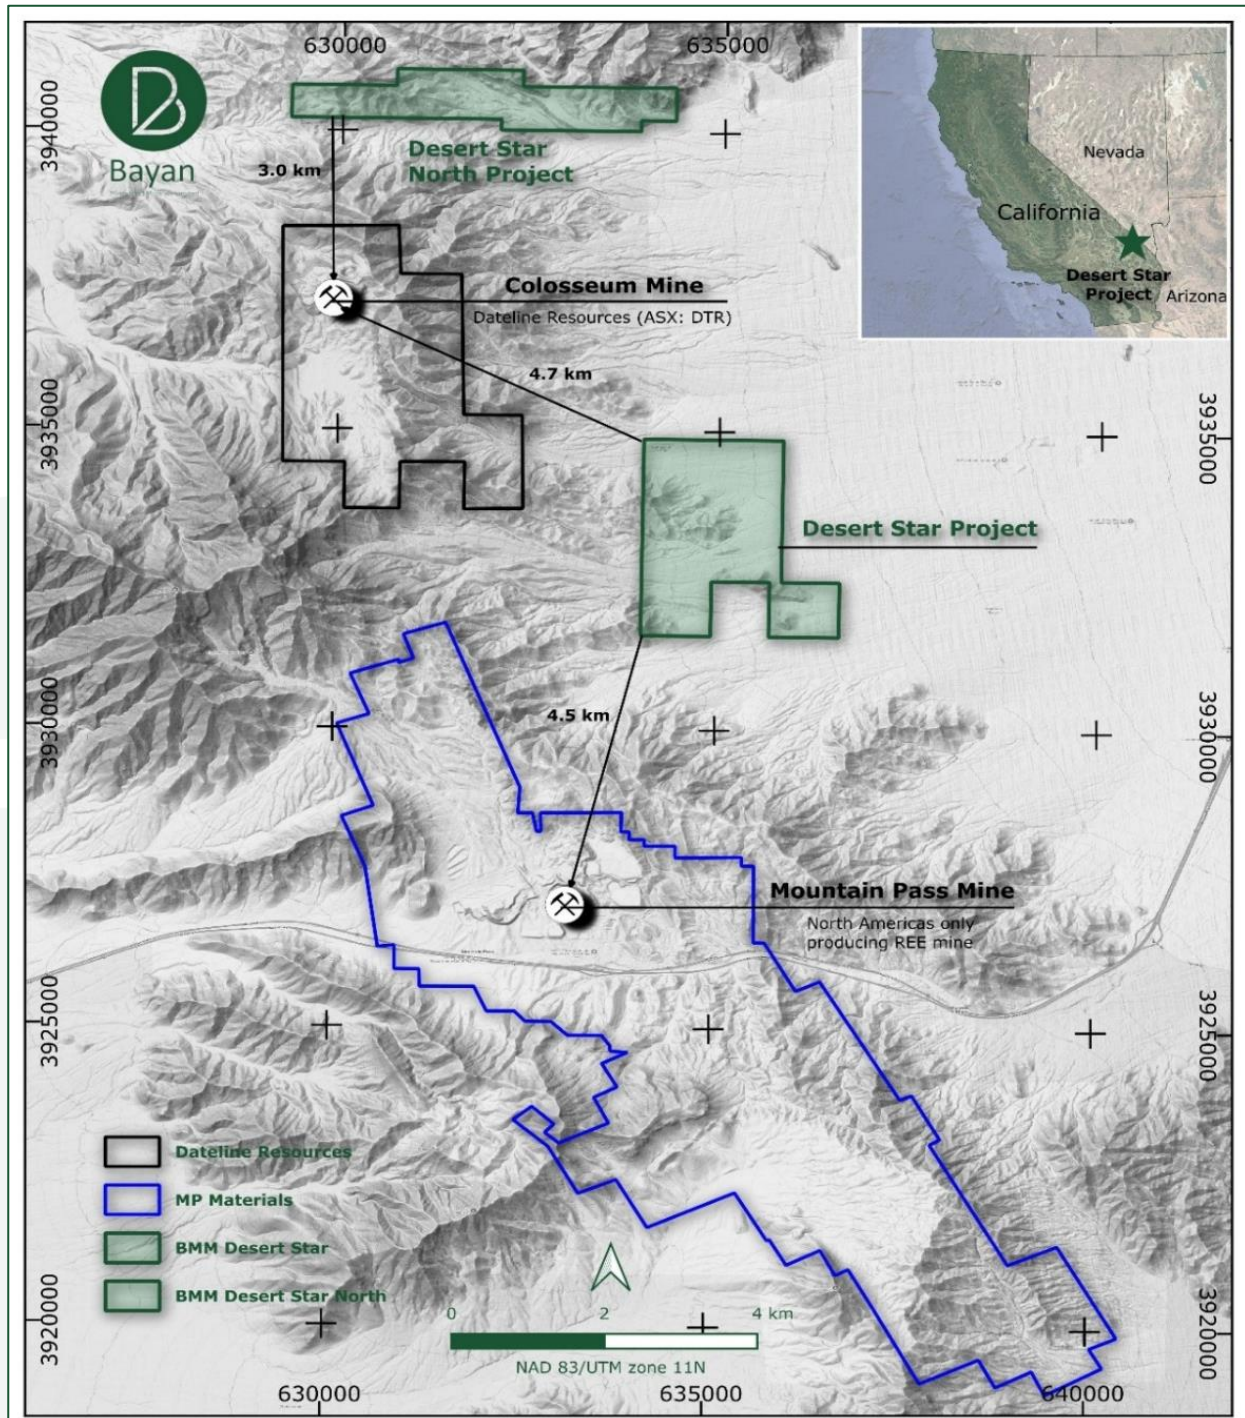 630000
635000
Bayan
3940000
Desert Star
North Project
3.0 km
Nevada
California
Desert Star
Project
Arizona
Colosseum Mine
Dateline Resources (ASX: DTR)
4.7 km
3935000
3935000
Desert Star Project
4.5 km
3930000
3930000
Mountain Pass Mine
North Americas only
producing REE mine
3925000
3925000
Dateline Resources
MP Materials
BMM Desert Star
BMM Desert Star North
0
2
4 km
NAD 83/UTM zone 11N
3920000
3920000
630000
635000
640000